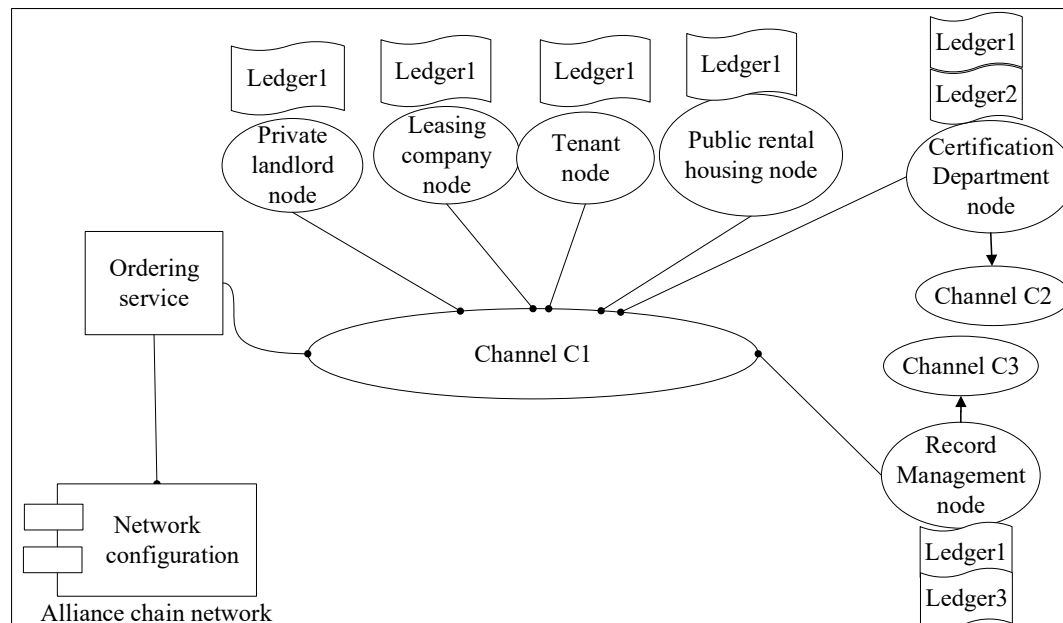 Ledger1
Ledger1
Ledger1
Ledger1
Ledger1
Ledger2
Private
landlord
node
Leasing
company
node
Tenant
node
Public rental
housing node
Certification
Department
node
Ordering
service
Channel C1
Channel C2
Channel C3
Record
Management
node
Ledger1
Ledger3
Network
configuration
Alliance chain network